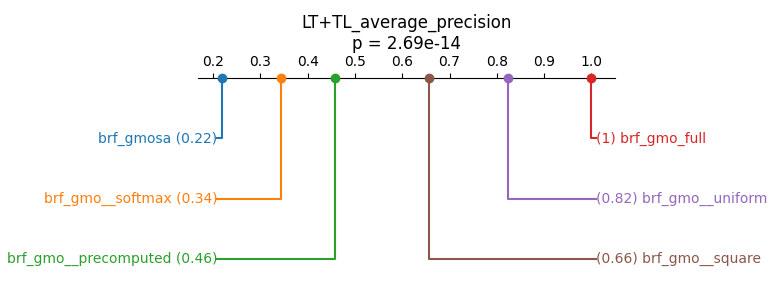 LT+TL_average_precision
p = 2.69e-14
0.2 0.3 0.4 0.5 0.6 0.7 0.8 0.9 1.0
brf_gmosa (0.22) (1) brf_gmo_full
brf_gmo__softmax (0.34) (0.82) brf_gmo__uniform
brf_gmo__precomputed (0.46) (0.66) brf_gmo__square